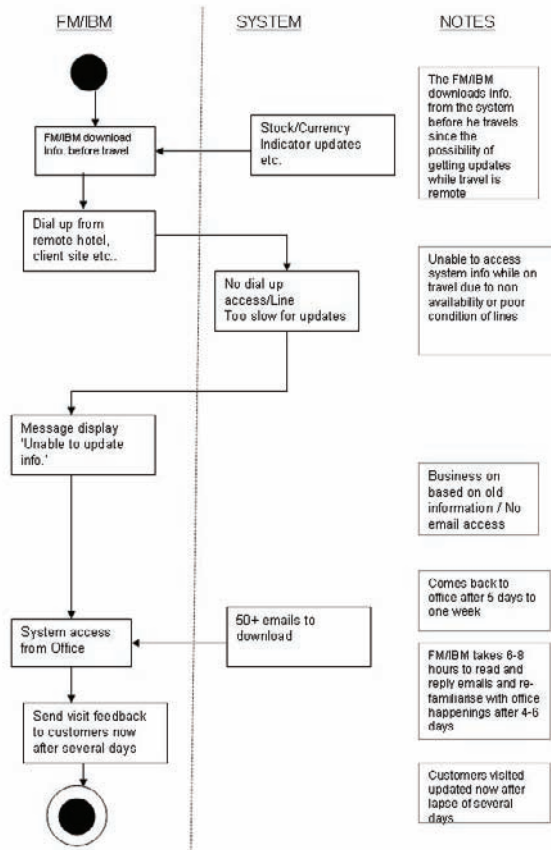 FM/IBM
SYSTEM
NOTES
FM/IBM download
Info. before travel
Stock/Currency
Indicator updates
etc.
The FM/IBM
downloads Info.
from the system
before he travels
since the
possibility of
getting updates
while travel is
remote
Dial up from
remote hotel,
client site etc..
No dial up
access/Line
Too slow for updates
Unable to access
system info while on
travel due to non
availability or poor
condition of lines
Message display
'Unable to update
info.'
Business on
based on old
information / No
email access
Comes back to
office after 5 days to
one week
System access
from Office
50+ emails to
download
FM/IBM takes 6-8
hours to read and
reply emails and re-
familiarise with office
happenings after 4-6
days
Send visit feedback
to customers now
after several days
Customers visited
updated now after
lapse of several
days